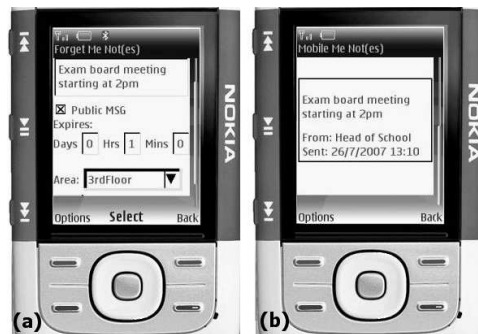 Forget Me Not(es)
Exam board meeting
starting at 2pm
Public MSG
Expires:
Days 0 Hrs 1 Mins 0
Area: 3rdFloor
Options Select Back
NOKIA
(a)
Mobile Me Not(es)
Exam board meeting
starting at 2pm
From: Head of School
Sent: 26/7/2007 13:10
Options Back
NOKIA
(b)